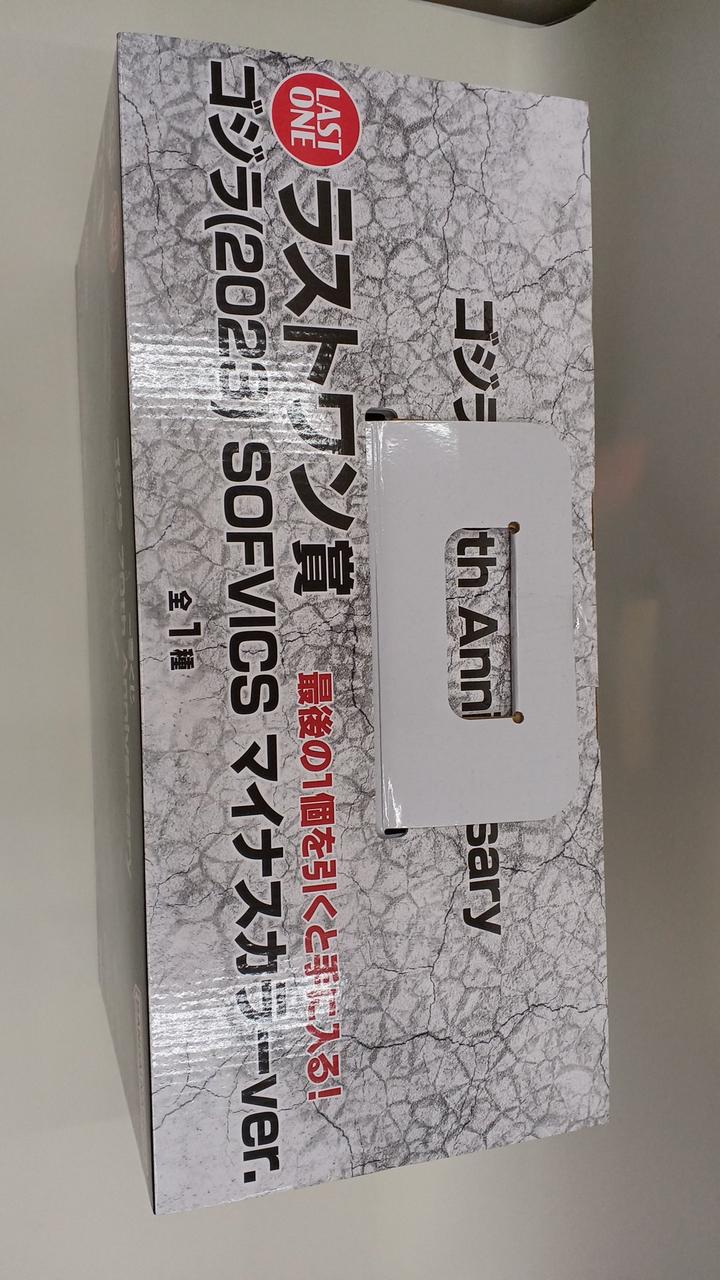 ゴジラ th Anni sary
LAST
ONE
ラストワン賞
最後の1個を引くと手に入る!
ゴジラ(2023) SOFVICS マイナスカラーver.
全1種
Anniversary